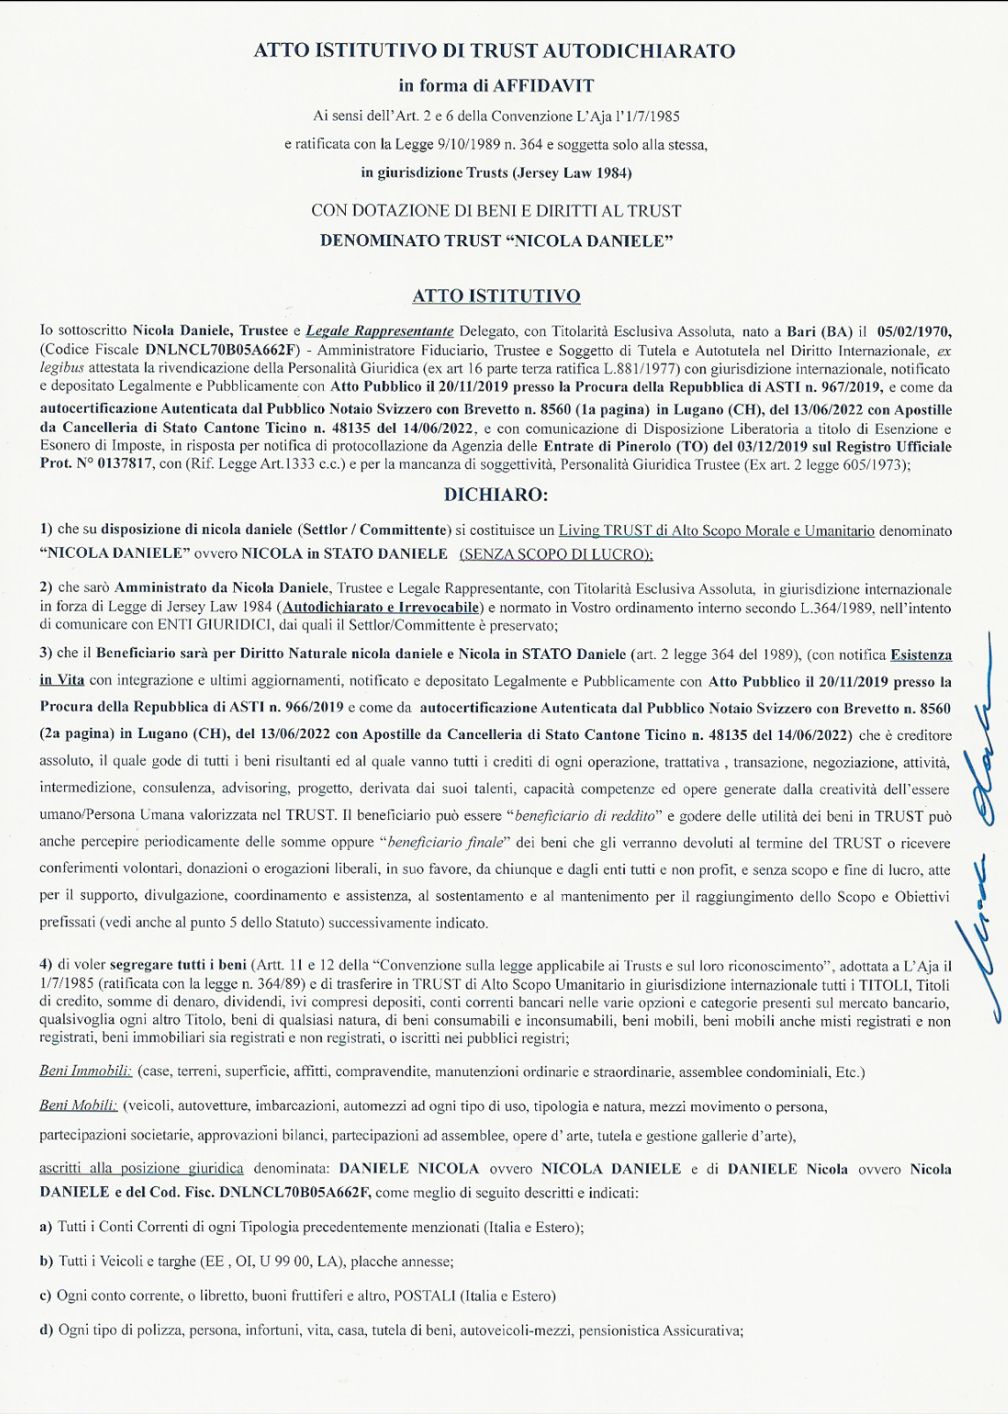 ATTO ISTITUTIVO DI TRUST AUTODICHIARATO
in forma di AFFIDAVIT
Ai sensi dell'Art. 2 e 6 della Convenzione L'Aja l'1/7/1985
e ratificata con la Legge 9/10/1989 n. 364 e soggetta solo alla stessa,
in giurisdizione Trusts (Jersey Law 1984)
CON DOTAZIONE DI BENI E DIRITTI AL TRUST
DENOMINATO TRUST “NICOLA DANIELE”
ATTO ISTITUTIVO
Io sottoscritto Nicola Daniele, Trustee e Legale Rappresentante Delegato, con Titolarità Esclusiva Assoluta, nato a Bari (BA) il 05/02/1970,
(Codice Fiscale DNLNCL70B05A662F) - Amministratore Fiduciario, Trustee e Soggetto di Tutela e Autotutela nel Diritto Internazionale, ex
legibus attestata la rivendicazione della Personalità Giuridica (ex art 16 parte terza ratifica L.881/1977) con giurisdizione internazionale, notificato
e depositato Legalmente e Pubblicamente con Atto Pubblico il 20/11/2019 presso la Procura della Repubblica di ASTI n. 967/2019, e come da
autocertificazione Autenticata dal Pubblico Notaio Svizzero con Brevetto n. 8560 (1a pagina) in Lugano (CH), del 13/06/2022 con Apostille
da Cancelleria di Stato Cantone Ticino n. 48135 del 14/06/2022, e con comunicazione di Disposizione Liberatoria a titolo di Esenzione e
Esonero di Imposte, in risposta per notifica di protocollazione da Agenzia delle Entrate di Pinerolo (TO) del 03/12/2019 sul Registro Ufficiale
Prot. N° 0137817, con (Rif. Legge Art.1333 c.c.) e per la mancanza di soggettività, Personalità Giuridica Trustee (Ex art. 2 legge 605/1973);
DICHIARO:
1) che su disposizione di nicola daniele (Settlor / Committente) si costituisce un Living TRUST di Alto Scopo Morale e Umanitario denominato
“NICOLA DANIELE” ovvero NICOLA in STATO DANIELE (SENZA SCOPO DI LUCRO);
2) che sarò Amministrato da Nicola Daniele, Trustee e Legale Rappresentante, con Titolarità Esclusiva Assoluta, in giurisdizione internazionale
in forza di Legge di Jersey Law 1984 (Autodichiarato e Irrevocabile) e normato in Vostro ordinamento interno secondo L.364/1989, nell'intento
di comunicare con ENTI GIURIDICI, dai quali il Settlor/Committente è preservato;
3) che il Beneficiario sarà per Diritto Naturale nicola daniele e Nicola in STATO Daniele (art. 2 legge 364 del 1989), (con notifica Esistenza
in Vita con integrazione e ultimi aggiornamenti, notificato e depositato Legalmente e Pubblicamente con Atto Pubblico il 20/11/2019 presso la
Procura della Repubblica di ASTI n. 966/2019 e come da autocertificazione Autenticata dal Pubblico Notaio Svizzero con Brevetto n. 8560
(2a pagina) in Lugano (CH), del 13/06/2022 con Apostille da Cancelleria di Stato Cantone Ticino n. 48135 del 14/06/2022) che è creditore
assoluto, il quale gode di tutti i beni risultanti ed al quale vanno tutti i crediti di ogni operazione, trattativa , transazione, negoziazione, attività,
intermedizione, consulenza, advisoring, progetto, derivata dai suoi talenti, capacità competenze ed opere generate dalla creatività dell'essere
umano/Persona Umana valorizzata nel TRUST. Il beneficiario può essere “beneficiario di reddito” e godere delle utilità dei beni in TRUST può
anche percepire periodicamente delle somme oppure “beneficiario finale” dei beni che gli verranno devoluti al termine del TRUST o ricevere
conferimenti volontari, donazioni o erogazioni liberali, in suo favore, da chiunque e dagli enti tutti e non profit, e senza scopo e fine di lucro, atte
per il supporto, divulgazione, coordinamento e assistenza, al sostentamento e al mantenimento per il raggiungimento dello Scopo e Obiettivi
prefissati (vedi anche al punto 5 dello Statuto) successivamente indicato.
4) di voler segregare tutti i beni (Artt. 11 e 12 della “Convenzione sulla legge applicabile ai Trusts e sul loro riconoscimento”, adottata a L'Aja il
1/7/1985 (ratificata con la legge n. 364/89) e di trasferire in TRUST di Alto Scopo Umanitario in giurisdizione internazionale tutti i TITOLI, Titoli
di credito, somme di denaro, dividendi, ivi compresi depositi, conti correnti bancari nelle varie opzioni e categorie presenti sul mercato bancario,
qualsivoglia ogni altro Titolo, beni di qualsiasi natura, di beni consumabili e inconsumabili, beni mobili, beni mobili anche misti registrati e non
registrati, beni immobiliari sia registrati e non registrati, o iscritti nei pubblici registri;
Beni Immobili: (case, terreni, superficie, affitti, compravendite, manutenzioni ordinarie e straordinarie, assemblee condominiali, Etc.)
Beni Mobili: (veicoli, autovetture, imbarcazioni, automezzi ad ogni tipo di uso, tipologia e natura, mezzi movimento o persona,
partecipazioni societarie, approvazioni bilanci, partecipazioni ad assemblee, opere d' arte, tutela e gestione gallerie d'arte),
ascritti alla posizione giuridica denominata: DANIELE NICOLA ovvero NICOLA DANIELE e di DANIELE Nicola ovvero Nicola
DANIELE e del Cod. Fisc. DNLNCL70B05A662F, come meglio di seguito descritti e indicati:
a) Tutti i Conti Correnti di ogni Tipologia precedentemente menzionati (Italia e Estero);
b) Tutti i Veicoli e targhe (EE , OI, U 99 00, LA), placche annesse;
c) Ogni conto corrente, o libretto, buoni fruttiferi e altro, POSTALI (Italia e Estero)
d) Ogni tipo di polizza, persona, infortuni, vita, casa, tutela di beni, autoveicoli-mezzi, pensionistica Assicurativa;